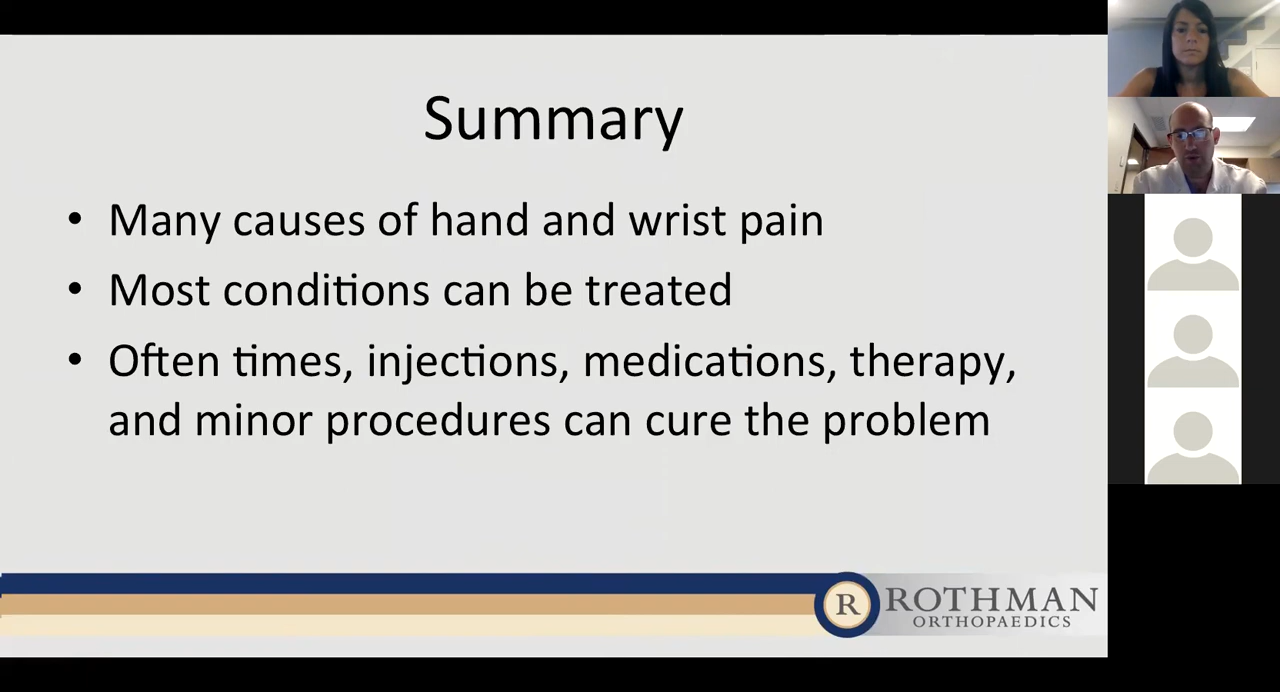 Summary
• Many causes of hand and wrist pain
• Most conditions can be treated
• Often times, injections, medications, therapy,
and minor procedures can cure the problem
R
ROTHMAN
ORTHOPAEDICS